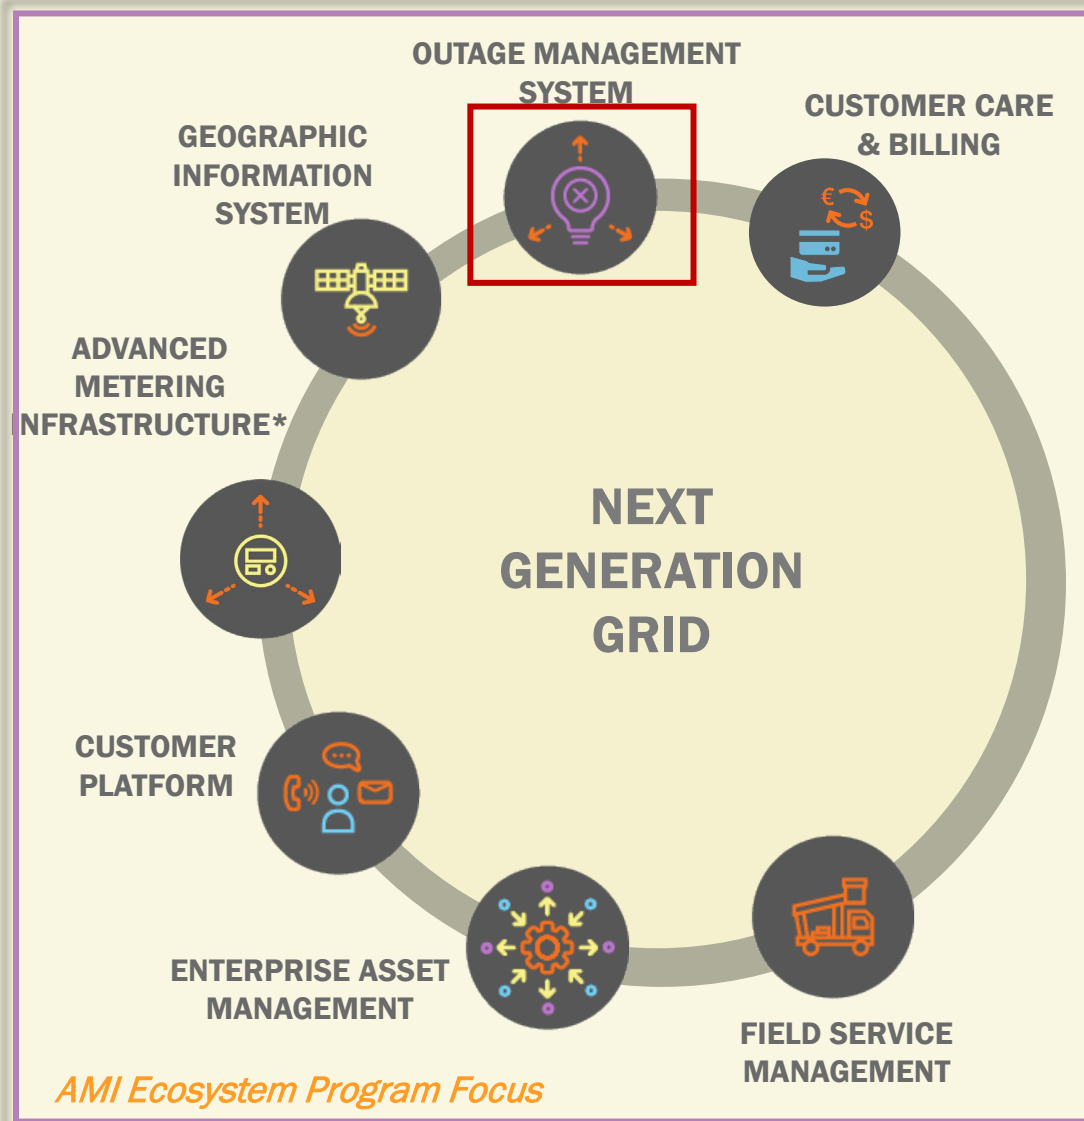 OUTAGE MANAGEMENT
SYSTEM
CUSTOMER CARE
& BILLING
GEOGRAPHIC
INFORMATION
SYSTEM
€
$
ADVANCED
METERING
INFRASTRUCTURE*
NEXT
GENERATION
GRID
CUSTOMER
PLATFORM
ENTERPRISE ASSET
MANAGEMENT
FIELD SERVICE
MANAGEMENT
AMI Ecosystem Program Focus